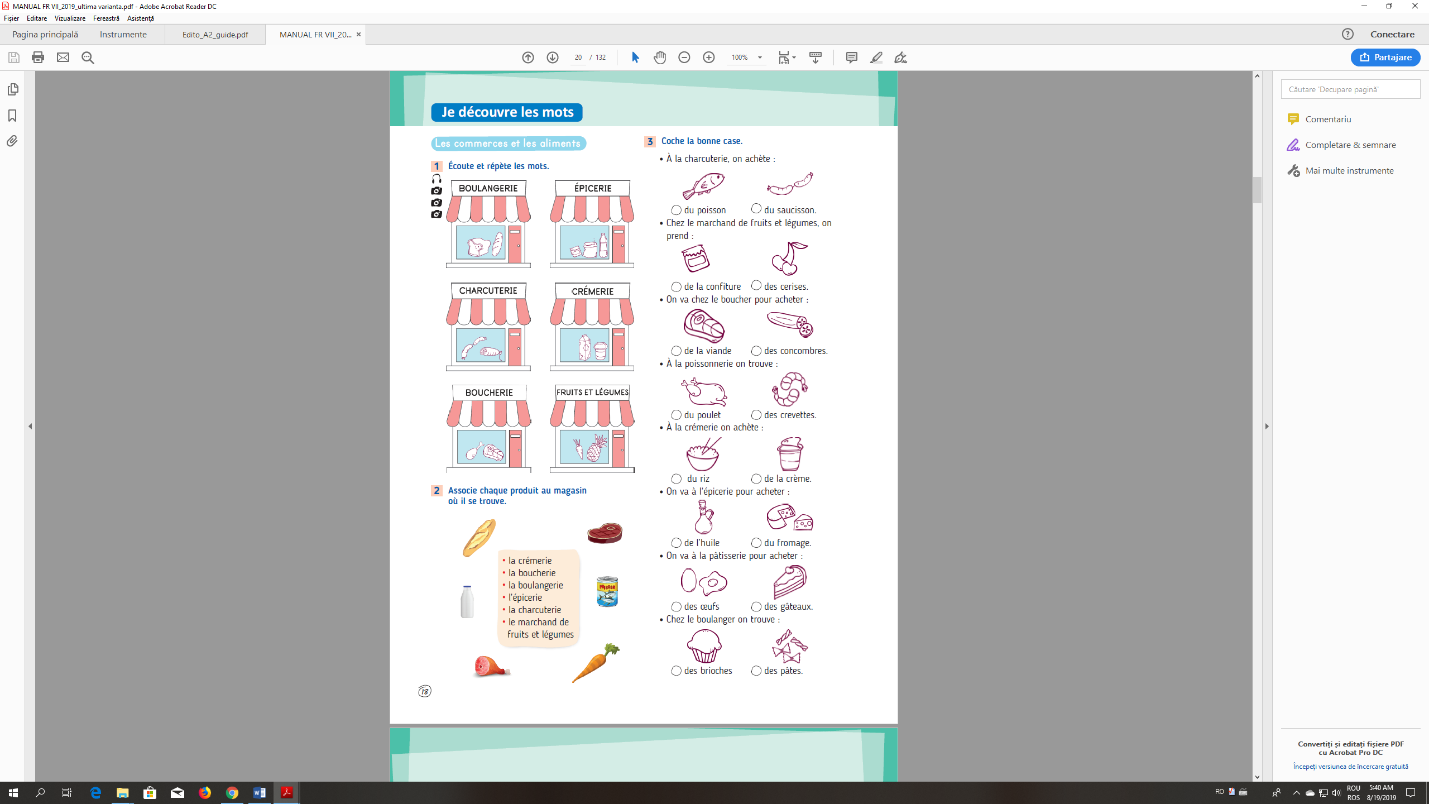 MANUAL FR VII_2019_ultima varianta.pdf - Adobe Acrobat Reader DC
Fișier Editare Vizualizare Fereastră Asistență
Pagina principală Instrumente Edito_A2_guide.pdf MANUAL FR VII_20... × Conectare
20 / 132 100% Partajare
Căutare 'Decupare pagină'
Comentariu
Completare & semnare
Mai multe instrumente
Je découvre les mots
Les commerces et les aliments
1 Écoute et répète les mots.
BOULANGERIE
ÉPICERIE
CHARCUTERIE
CRÉMERIE
BOUCHERIE
FRUITS ET LÉGUMES
2 Associe chaque produit au magasin
où il se trouve.
• la crémerie
• la boucherie
• la boulangerie
• l'épicerie
• la charcuterie
• le marchand de
fruits et légumes
18
3 Coche la bonne case.
• À la charcuterie, on achète :
du poisson du saucisson.
• Chez le marchand de fruits et légumes, on
prend :
de la confiture des cerises.
• On va chez le boucher pour acheter :
de la viande des concombres.
• À la poissonnerie on trouve :
du poulet des crevettes.
• À la crémerie on achète :
du riz de la crème.
• On va à l'épicerie pour acheter :
de l'huile du fromage.
• On va à la pâtisserie pour acheter :
des œufs des gâteaux.
• Chez le boulanger on trouve :
des brioches des pâtes.
Convertiți și editați fișiere PDF
cu Acrobat Pro DC
Începeți versiunea de încercare gratuită
RO ROU 5:40 AM
ROS 8/19/2019